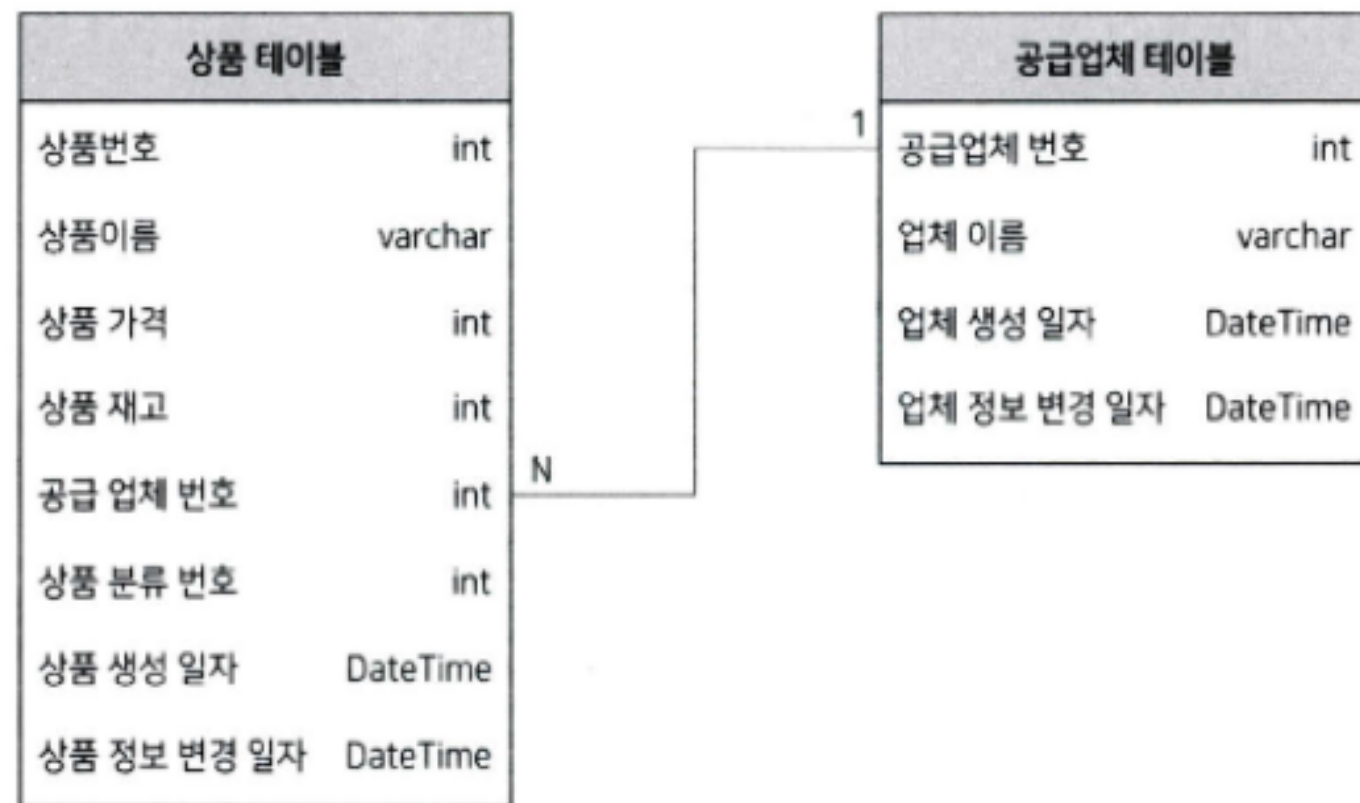 상품 테이블
상품번호 int
상품이름 varchar
상품 가격 int
상품 재고 int
공급 업체 번호 int
상품 분류 번호 int
상품 생성 일자 DateTime
상품 정보 변경 일자 DateTime
N
1
공급업체 테이블
공급업체 번호 int
업체 이름 varchar
업체 생성 일자 DateTime
업체 정보 변경 일자 DateTime